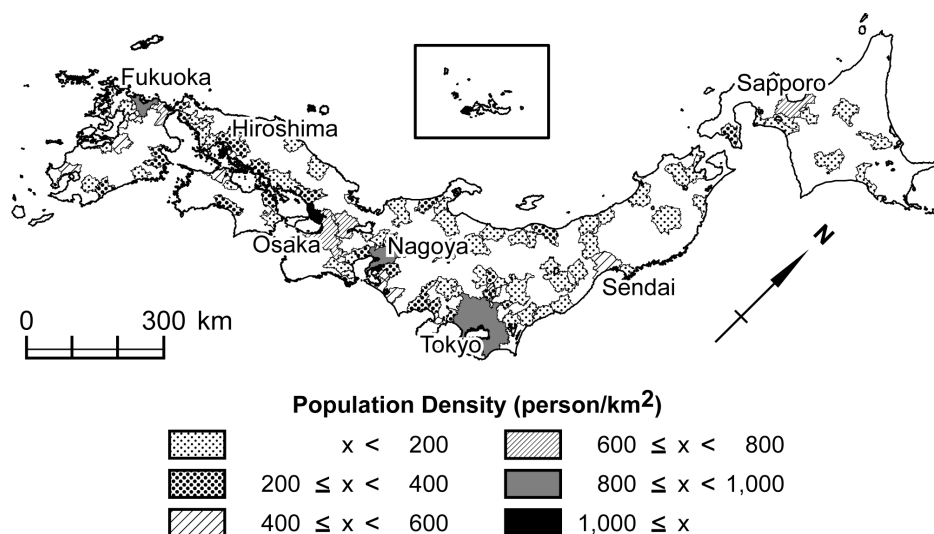 Fukuoka
Sapporo
Hiroshima
Osaka
Nagoya
N
Sendai
0 300 km
Tokyo
Population Density (person/km²)
x < 200
600 ≤ x < 800
200 ≤ x < 400
800 ≤ x < 1,000
400 ≤ x < 600
1,000 ≤ x